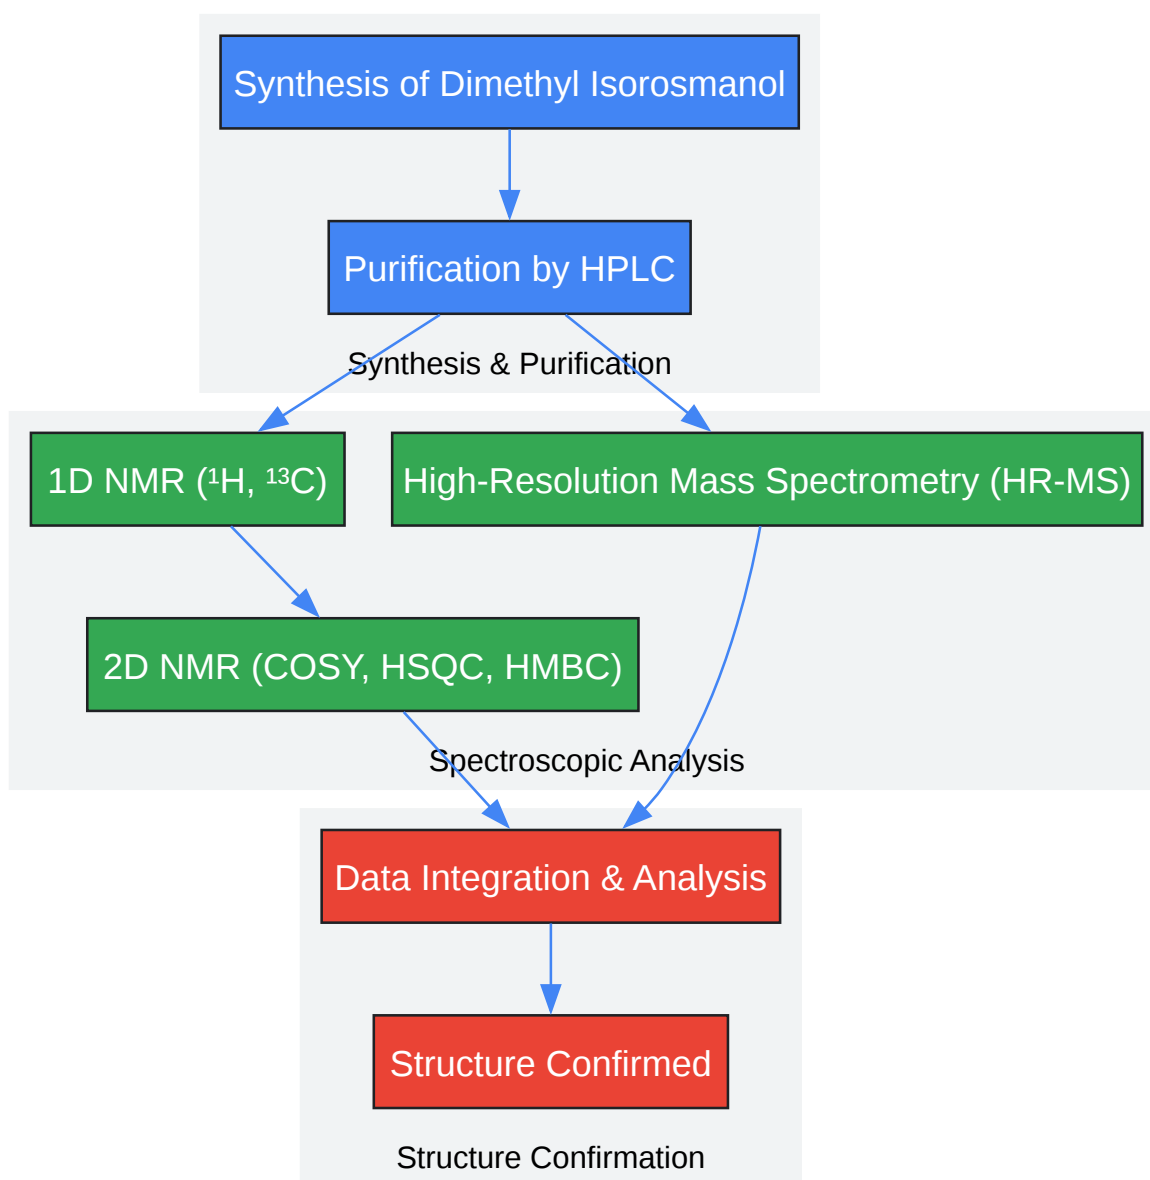 Synthesis of Dimethyl Isorosmanol
Purification by HPLC
Synthesis & Purification
1D NMR (¹H, ¹³C)
High-Resolution Mass Spectrometry (HR-MS)
2D NMR (COSY, HSQC, HMBC)
Spectroscopic Analysis
Data Integration & Analysis
Structure Confirmed
Structure Confirmation